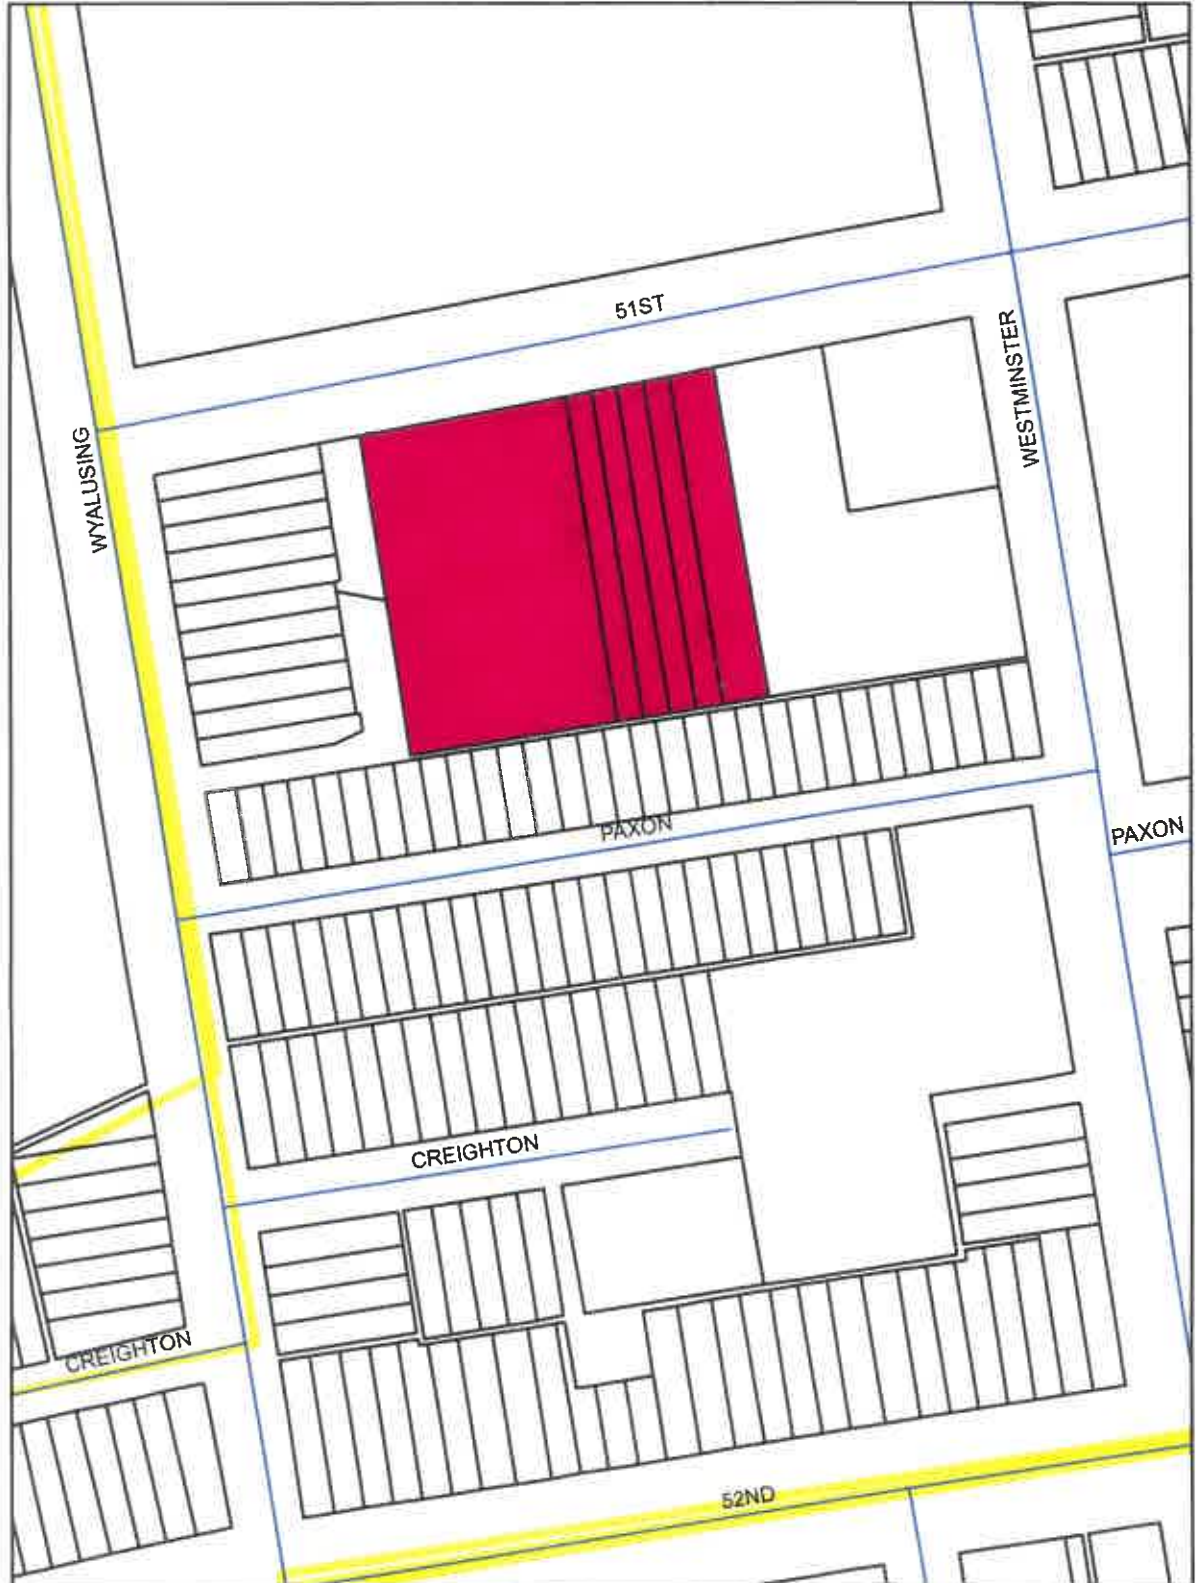 51ST
WESTMINSTER
WYALUSING
PAXON
PAXON
CREIGHTON
CREIGHTON
52ND